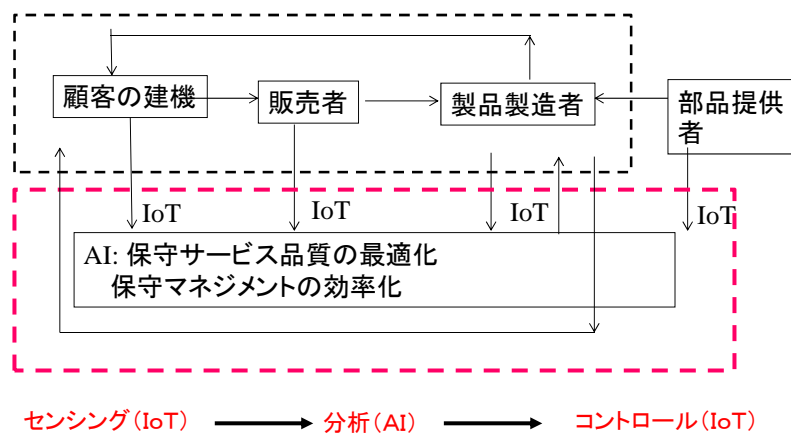 顧客の建機
販売者
製品製造者
部品提供
者
IoT
IoT
IoT
IoT
AI: 保守サービス品質の最適化
保守マネジメントの効率化
センシング(IoT)
分析(AI)
コントロール(IoT)